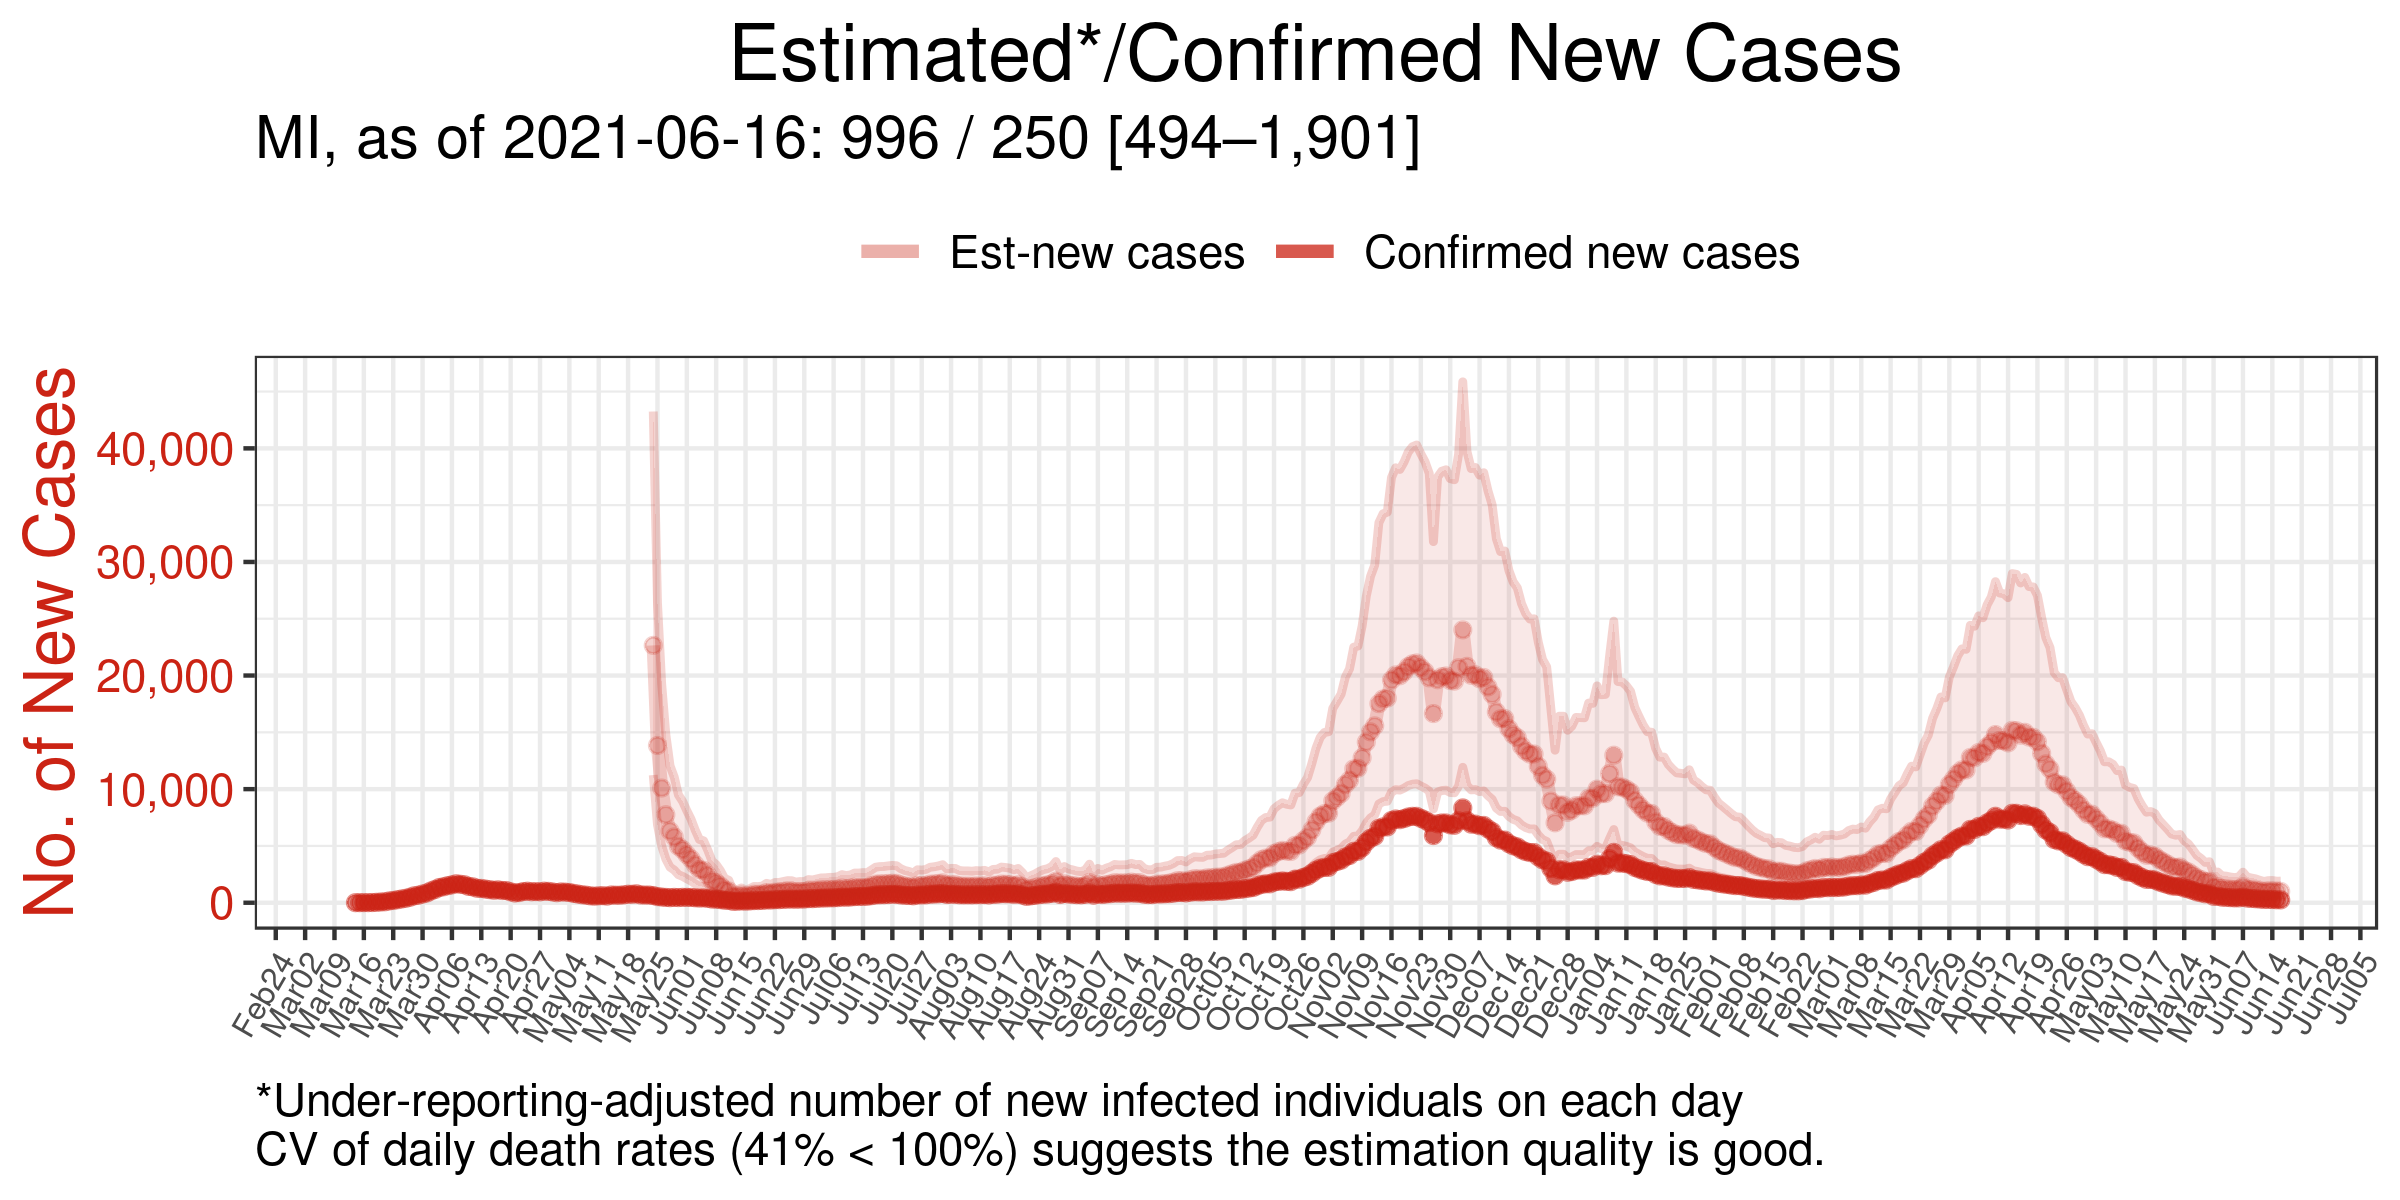 Estimated*/Confirmed New Cases
MI, as of 2021-06-16: 996 / 250 [494–1,901]
Est-new cases
Confirmed new cases
No. of New Cases
40,000
30,000
20,000
10,000
0
Feb24
Mar02
Mar09
Mar16
Mar23
Mar30
Apr06
Apr13
Apr20
Apr27
May04
May11
May18
May25
Jun01
Jun08
Jun15
Jun22
Jun29
Jul06
Jul13
Jul20
Jul27
Aug03
Aug10
Aug17
Aug24
Aug31
Sep07
Sep14
Sep21
Sep28
Oct05
Oct12
Oct19
Oct26
Nov02
Nov09
Nov16
Nov23
Nov30
Dec07
Dec14
Dec21
Dec28
Jan04
Jan11
Jan18
Jan25
Feb01
Feb08
Feb15
Feb22
Mar01
Mar08
Mar15
Mar22
Mar29
Apr05
Apr12
Apr19
Apr26
May03
May10
May17
May24
May31
Jun07
Jun14
Jun21
Jun28
Jul05
*Under-reporting-adjusted number of new infected individuals on each day
CV of daily death rates (41% < 100%) suggests the estimation quality is good.